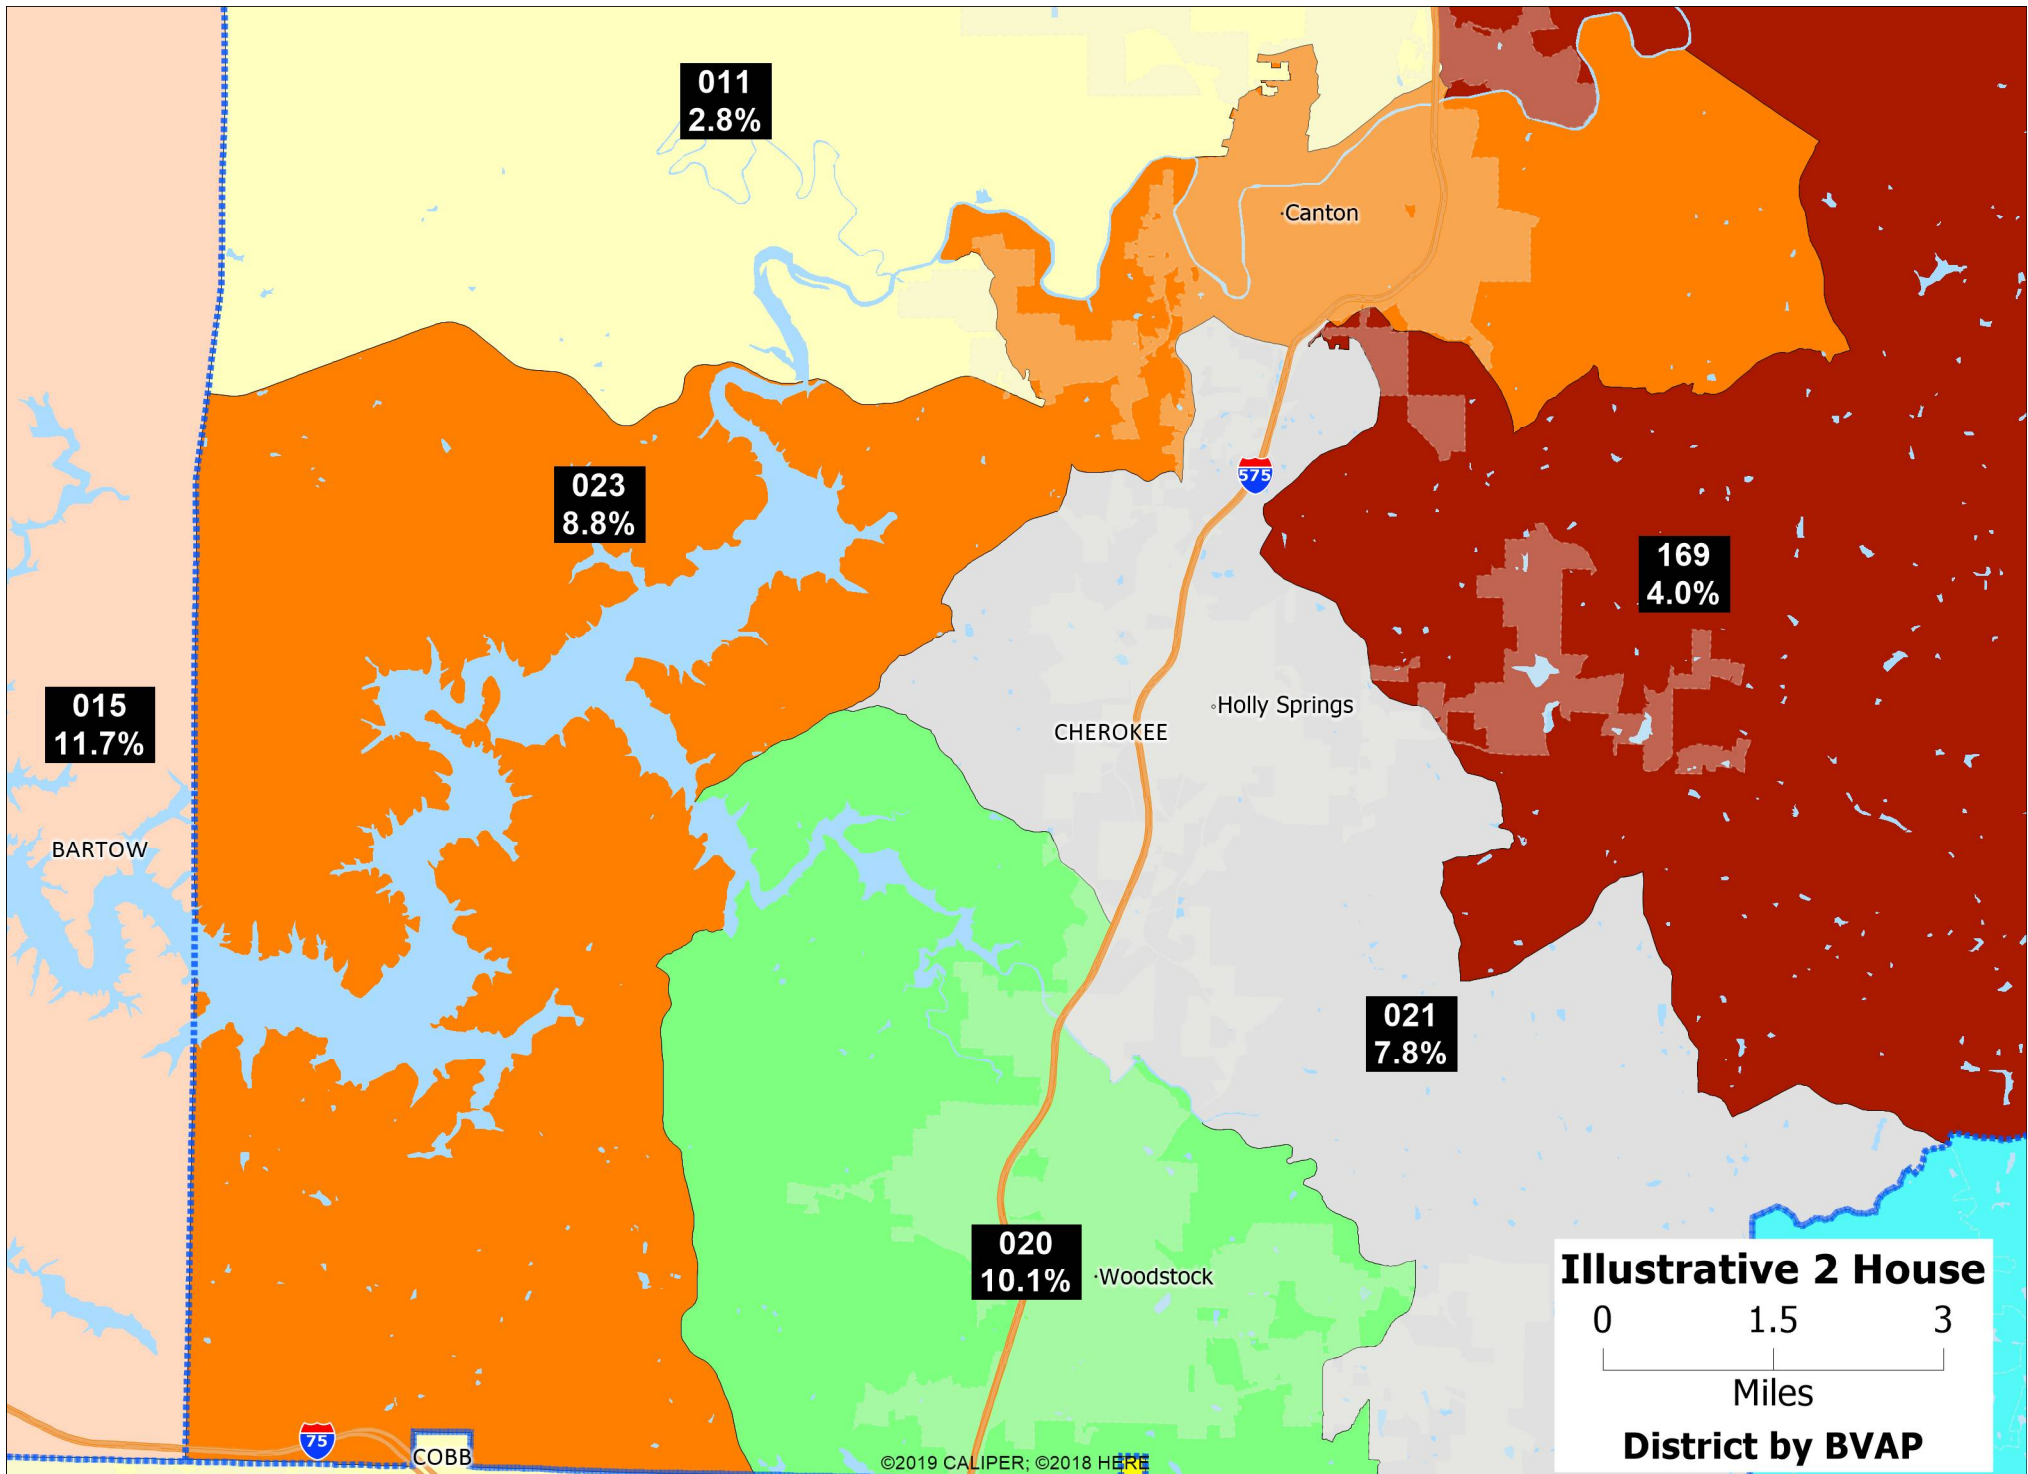 011
2.8%
Canton
023
8.8%
575
169
4.0%
015
11.7%
Holly Springs
CHEROKEE
BARTOW
021
7.8%
020
10.1%
Woodstock
Illustrative 2 House
0 1.5 3
Miles
District by BVAP
75
COBB
©2019 CALIPER; ©2018 HERE